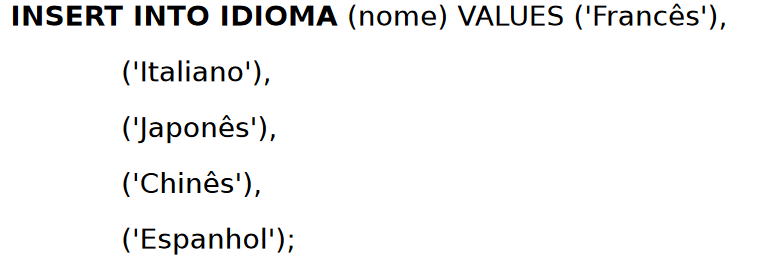 INSERT INTO IDIOMA (nome) VALUES ('Francês'),
('Italiano'),
('Japonês'),
('Chinês'),
('Espanhol');